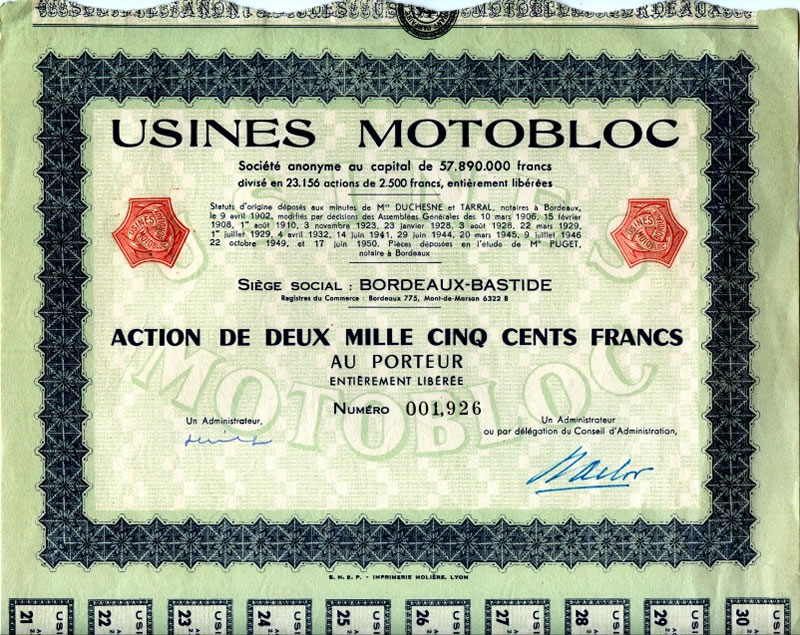 USINES MOTOBLOC
Société anonyme au capital de 57.890.000 francs
divisé en 23.156 actions de 2.500 francs, entièrement libérées
Statuts d'origine déposés aux minutes de Mes DUCHESNE et TARRAL, notaires à Bordeaux,
le 9 avril 1902, modifiés par décisions des Assemblées Générales des 10 mars 1906, 15 février
1908, 1er août 1910, 3 novembre 1923, 23 janvier 1928, 3 août 1928, 22 mars 1929,
1er juillet 1929, 4 avril 1932, 14 juin 1941, 29 juin 1944, 20 mars 1945, 9 juillet 1946
22 octobre 1949, et 17 juin 1950. Pièces déposées en l'étude de Me PUGET,
notaire à Bordeaux
USINES MOTOBLOC BORDEAUX
USINES MOTOBLOC BORDEAUX
SIÈGE SOCIAL : BORDEAUX-BASTIDE
Registres du Commerce : Bordeaux 775, Mont-de-Marsan 6322 B
ACTION DE DEUX MILLE CINQ CENTS FRANCS
AU PORTEUR
ENTIÈREMENT LIBÉRÉE
MOTOBLOC
NUMÉRO 001,926
Un Administrateur,
Un Administrateur
ou par délégation du Conseil d'Administration,
S. N. E. P. - IMPRIMERIE MOLIÈRE, LYON
21 22 23 24 25 26 27 28 29 30